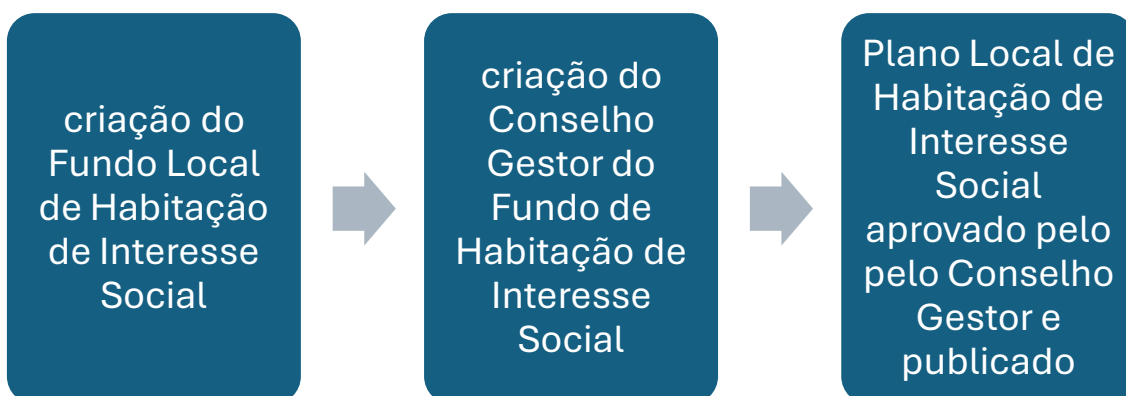 criação do
Fundo Local
de Habitação
de Interesse
Social
criação do
Conselho
Gestor do
Fundo de
Habitação de
Interesse
Social
Plano Local de
Habitação de
Interesse
Social
aprovado pelo
pelo Conselho
Gestor e
publicado